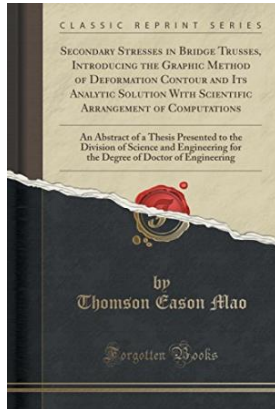 CLASSIC REPRINT SERIES
SECONDARY STRESSES IN BRIDGE TRUSSES,
INTRODUCING THE GRAPHIC METHOD
OF DEFORMATION CONTOUR AND ITS
ANALYTIC SOLUTION WITH SCIENTIFIC
ARRANGEMENT OF COMPUTATIONS
An Abstract of a Thesis Presented to the
Division of Science and Engineering for
the Degree of Doctor of Engineering
by
Thomson Eason Mao
Forgotten Books